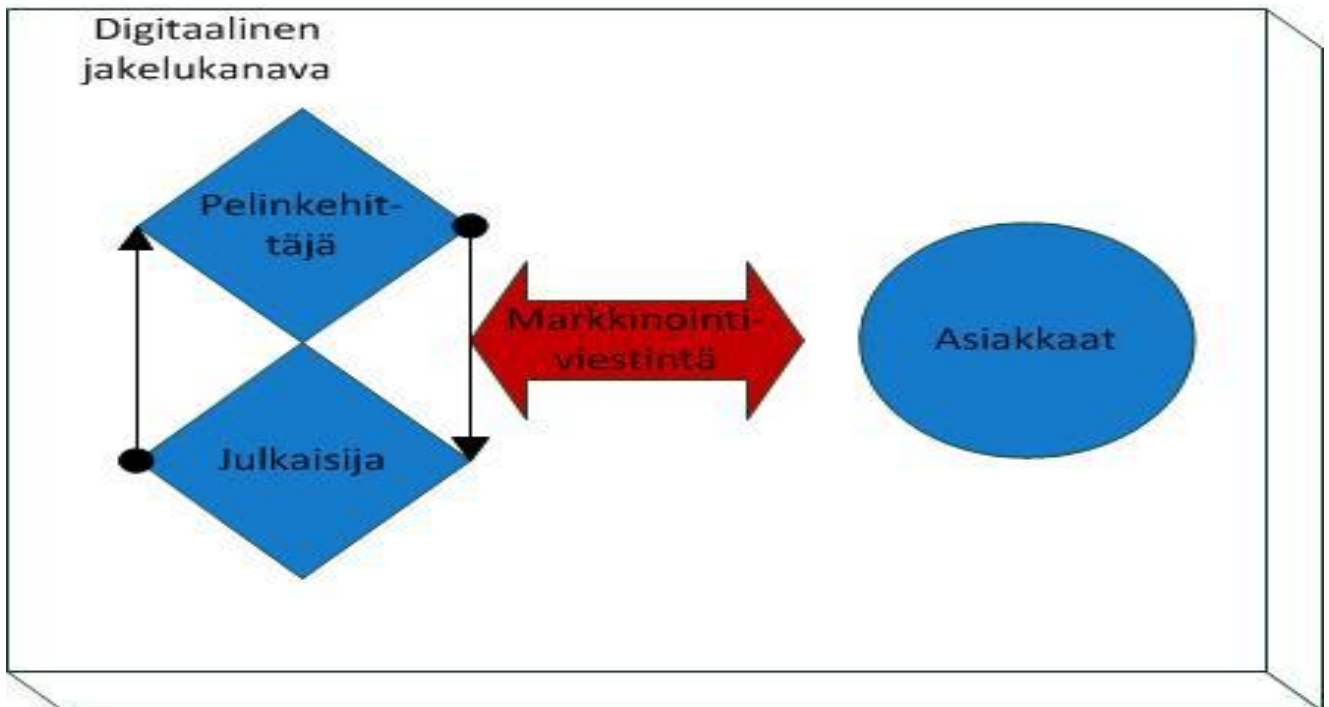 Digitaalinen
jakelukanava
Pelinkehit-
täjä
Markkinointi-
viestintä
Asiakkaat
Julkaisija